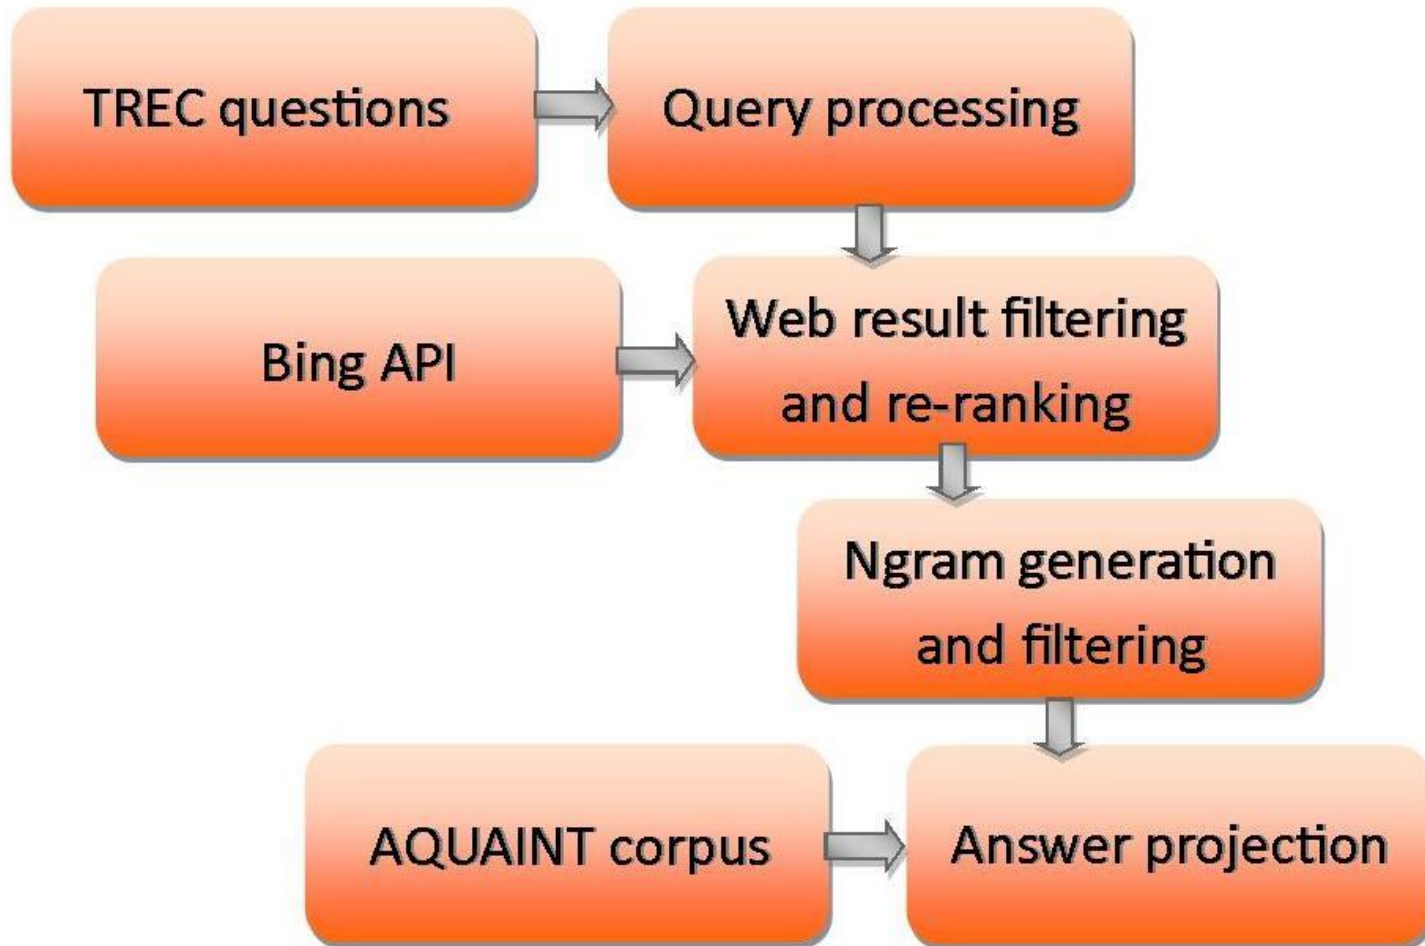 TREC questions
Query processing
Bing API
Web result filtering
and re-ranking
Ngram generation
and filtering
AQUAINT corpus
Answer projection